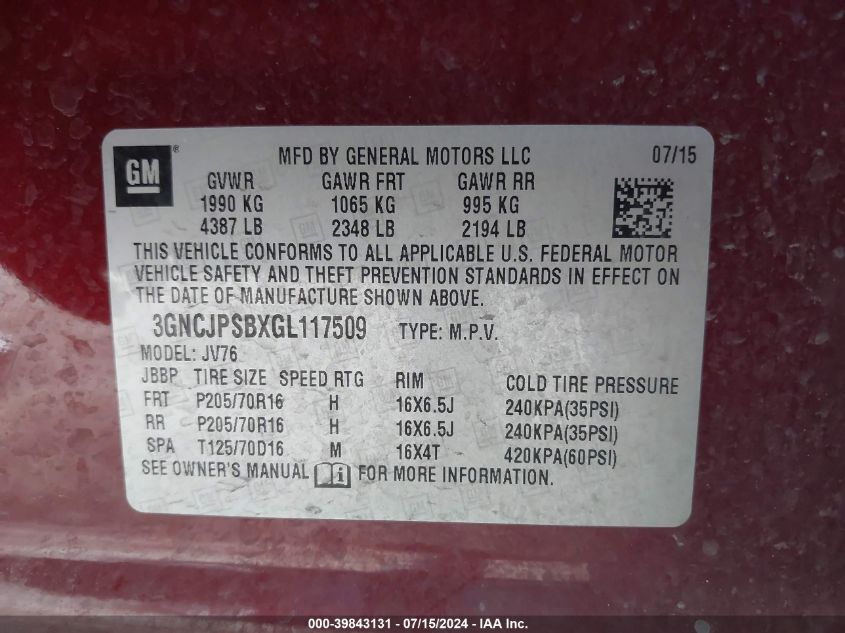 GM ®
MFD BY GENERAL MOTORS LLC 07/15
GVWR GAWR FRT GAWR RR
1990 KG 1065 KG 995 KG
4387 LB 2348 LB 2194 LB
THIS VEHICLE CONFORMS TO ALL APPLICABLE U.S. FEDERAL MOTOR
VEHICLE SAFETY AND THEFT PREVENTION STANDARDS IN EFFECT ON
THE DATE OF MANUFACTURE SHOWN ABOVE.
3GNCJPSBXGL117509 TYPE: M.P.V.
MODEL: JV76
JBBP TIRE SIZE SPEED RTG RIM COLD TIRE PRESSURE
FRT P205/70R16 H 16X6.5J 240KPA(35PSI)
RR P205/70R16 H 16X6.5J 240KPA(35PSI)
SPA T125/70D16 M 16X4T 420KPA(60PSI)
SEE OWNER'S MANUAL i FOR MORE INFORMATION.
000-39843131 - 07/15/2024 - IAA Inc.